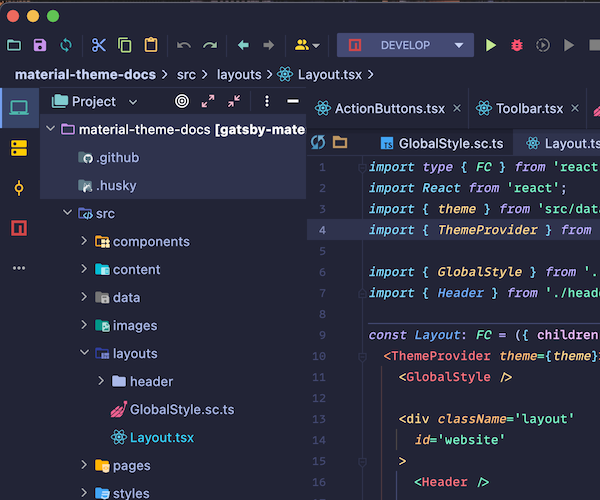 DEVELOP
material-theme-docs > src > layouts > Layout.tsx >
Project
ActionButtons.tsx × Toolbar.tsx ×
material-theme-docs [gatsby-mate
TS GlobalStyle.sc.ts Layout.ts
.github
.husky
src
components
content
data
images
layouts
header
GlobalStyle.sc.ts
Layout.tsx
pages
styles
1 import type { FC } from 'react
2 import React from 'react';
3 import { theme } from 'src/data
4 import { ThemeProvider } from
5
6 import { GlobalStyle } from '.
7 import { Header } from './heade
8
9 const Layout: FC = ({ children
10 <ThemeProvider theme={theme}>
11 <GlobalStyle />
12
13 <div className='layout'
14 id='website'
15 >
16 <Header />